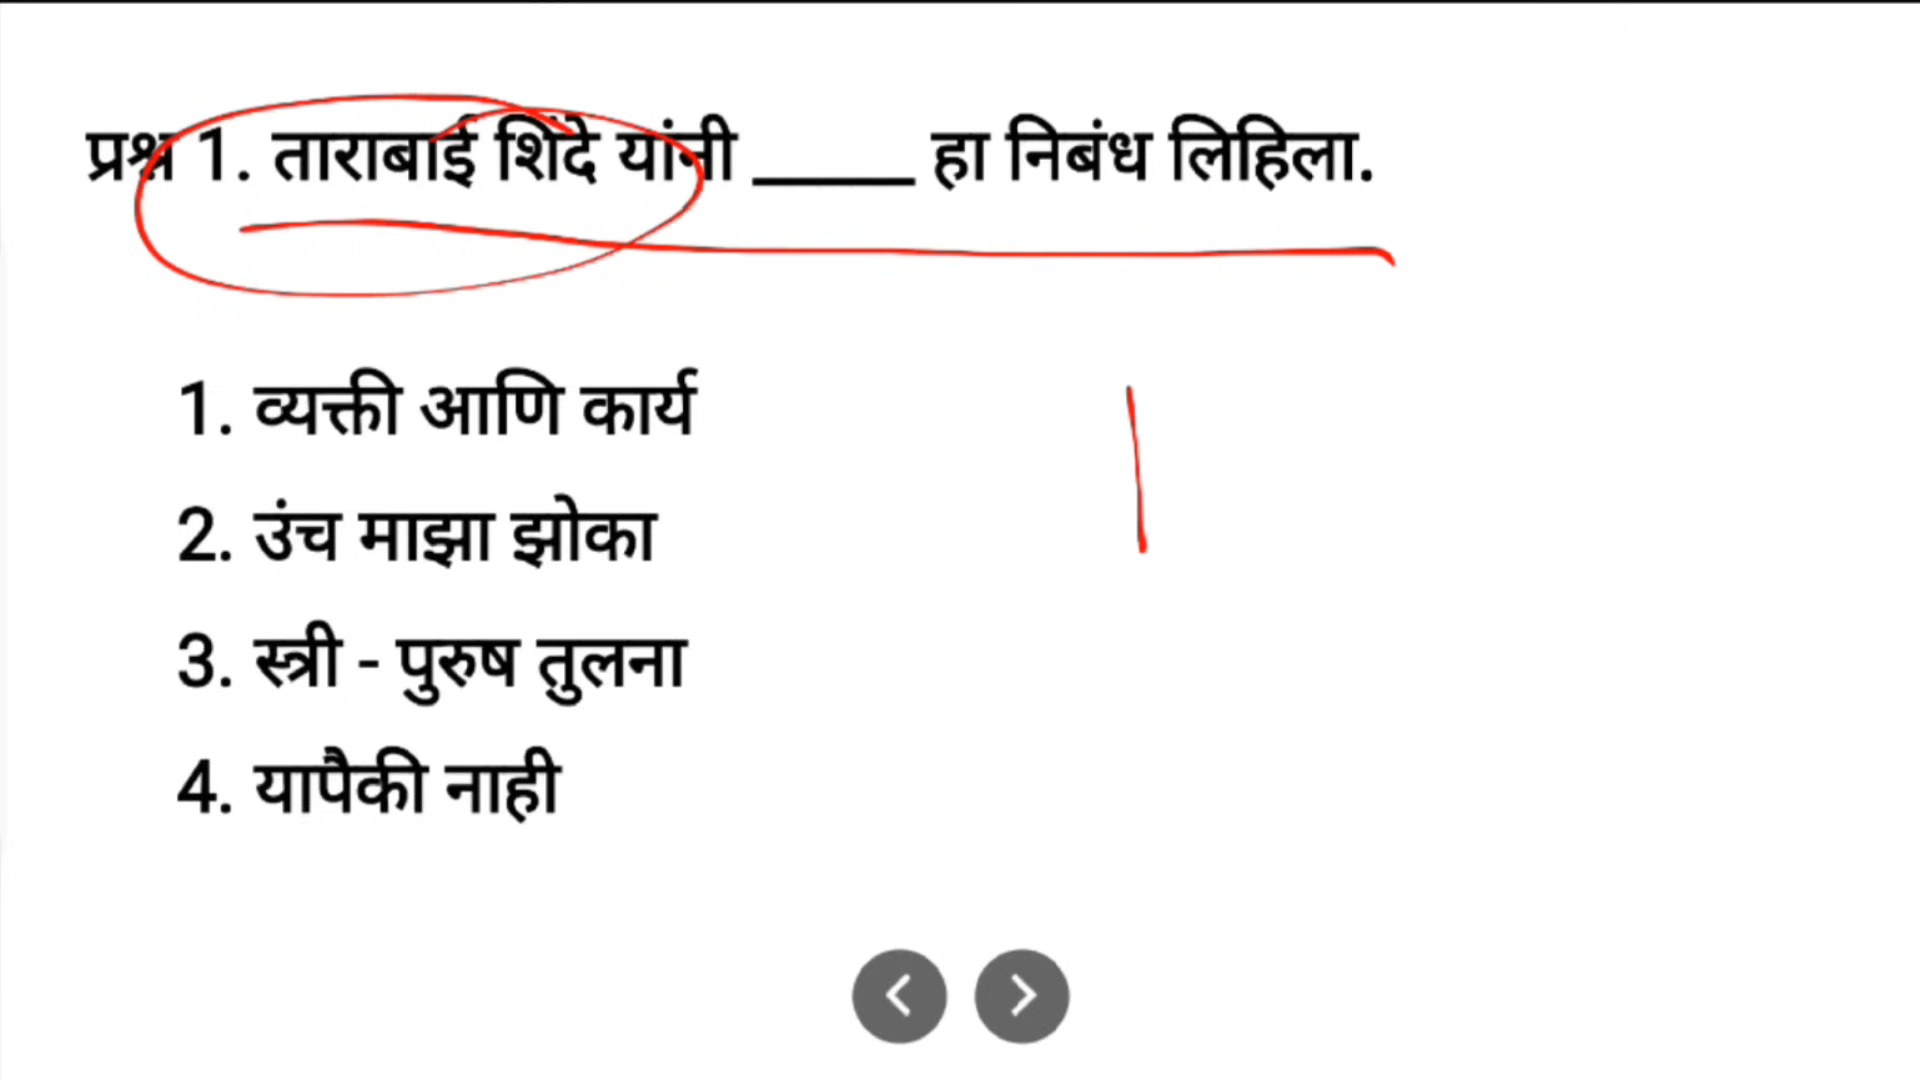 प्रश्न 1. ताराबाई शिंदे यांनी _____ हा निबंध लिहिला.
1. व्यक्ती आणि कार्य
2. उंच माझा झोका
3. स्त्री - पुरुष तुलना
4. यापैकी नाही